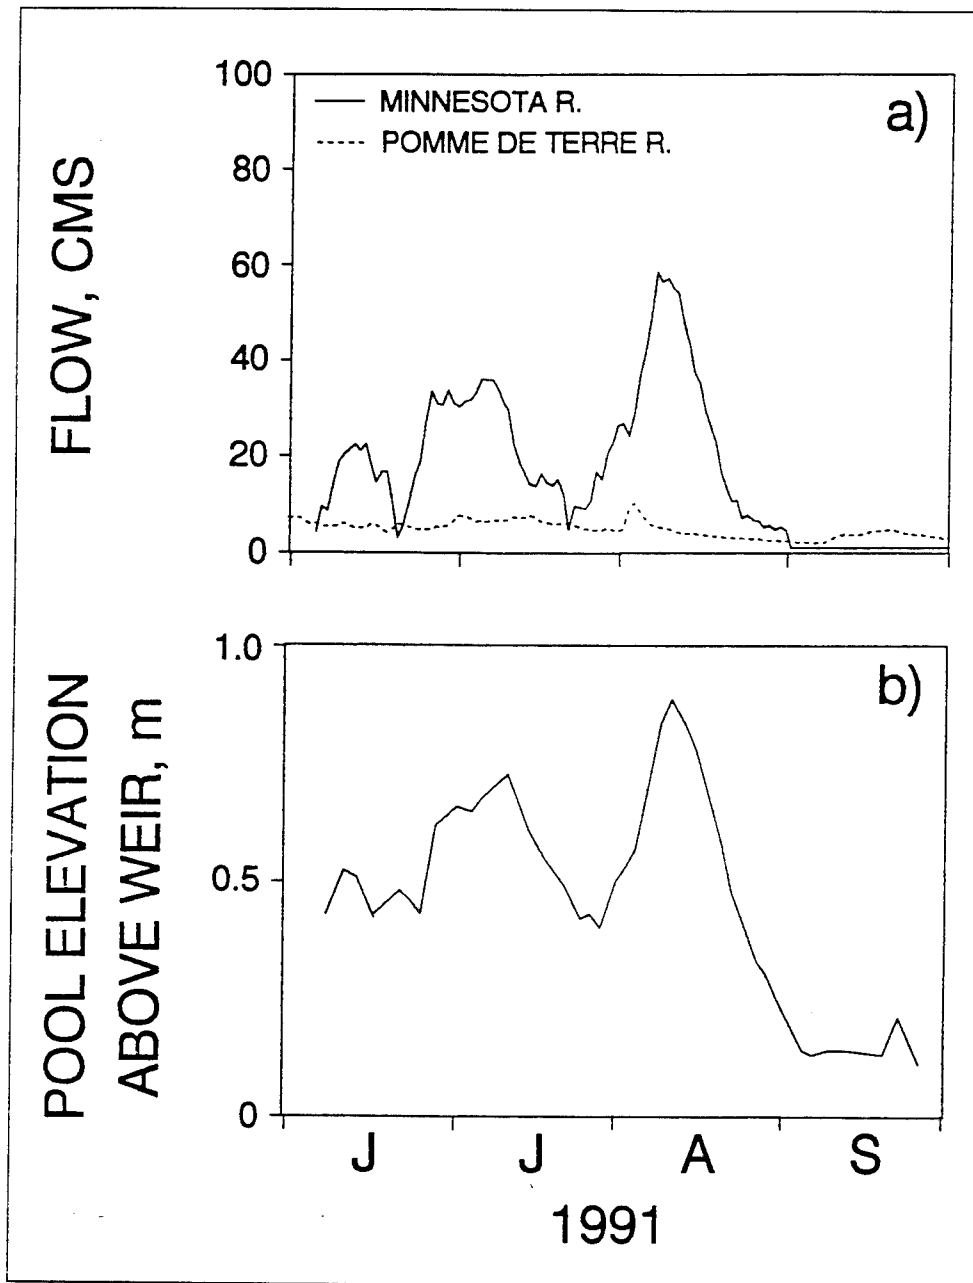 FLOW, CMS
100
80
60
40
20
0
MINNESOTA R.
POMME DE TERRE R.
a)
POOL ELEVATION
ABOVE WEIR, m
1.0
0.5
0
b)
J J A S
1991